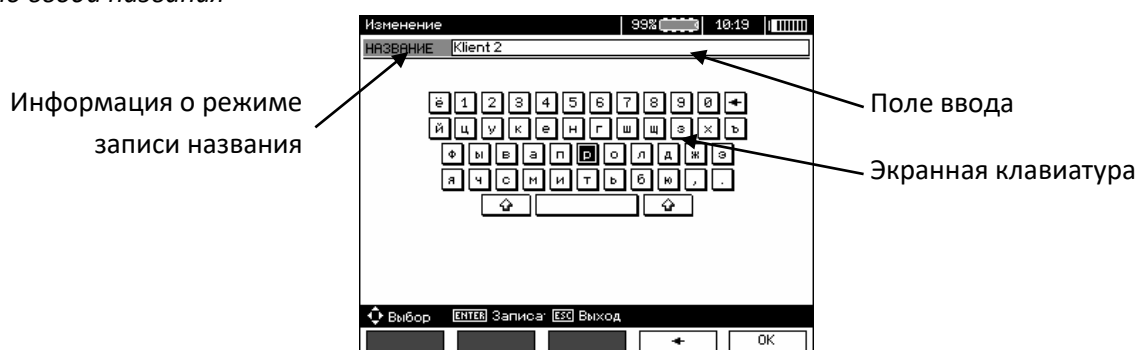 ввода названия
Изменение 99% 10:19
НАЗВАНИЕ Klient 2
Информация о режиме
записи названия
Поле ввода
Экранная клавиатура
ё 1 2 3 4 5 6 7 8 9 0
й ц у к е н г ш щ з х ъ
ф ы в а п р о л д ж э
я ч с м и т ь б ю , .
Выбор ENTER Записа ESC Выход
OK